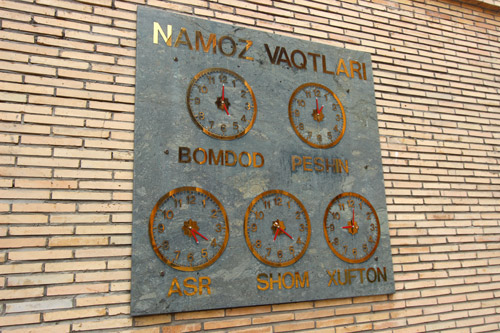 NAMOZ VAQTLARI
BOMDOD PESHIN
ASR SHOM XUFTON